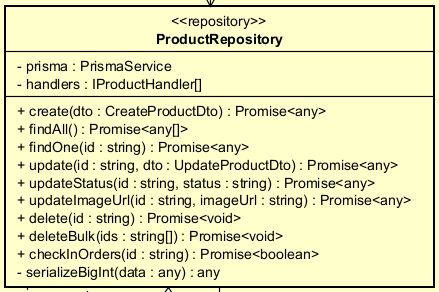 <<repository>>
ProductRepository
- prisma : PrismaService
- handlers : IProductHandler[]
+ create(dto : CreateProductDto) : Promise<any>
+ findAll() : Promise<any[]>
+ findOne(id : string) : Promise<any>
+ update(id : string, dto : UpdateProductDto) : Promise<any>
+ updateStatus(id : string, status : string) : Promise<any>
+ updateImageUrl(id : string, imageUrl : string) : Promise<any>
+ delete(id : string) : Promise<void>
+ deleteBulk(ids : string[]) : Promise<void>
+ checkInOrders(id : string) : Promise<boolean>
- serializeBigInt(data : any) : any